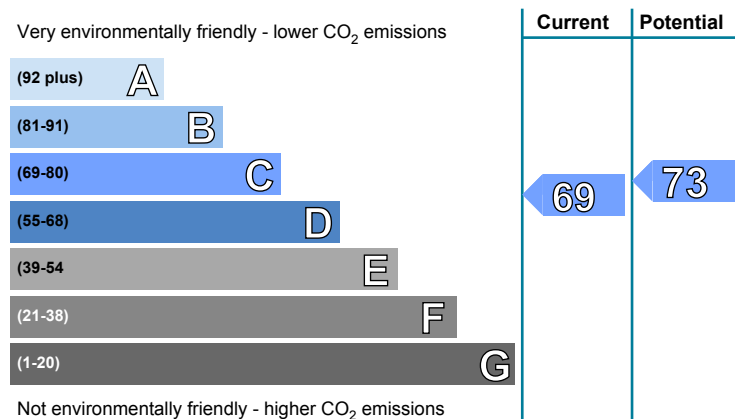 Very environmentally friendly - lower CO₂ emissions
Current
Potential
(92 plus) A
(81-91) B
(69-80) C
(55-68) D
(39-54 E
(21-38) F
(1-20) G
69
73
Not environmentally friendly - higher CO₂ emissions